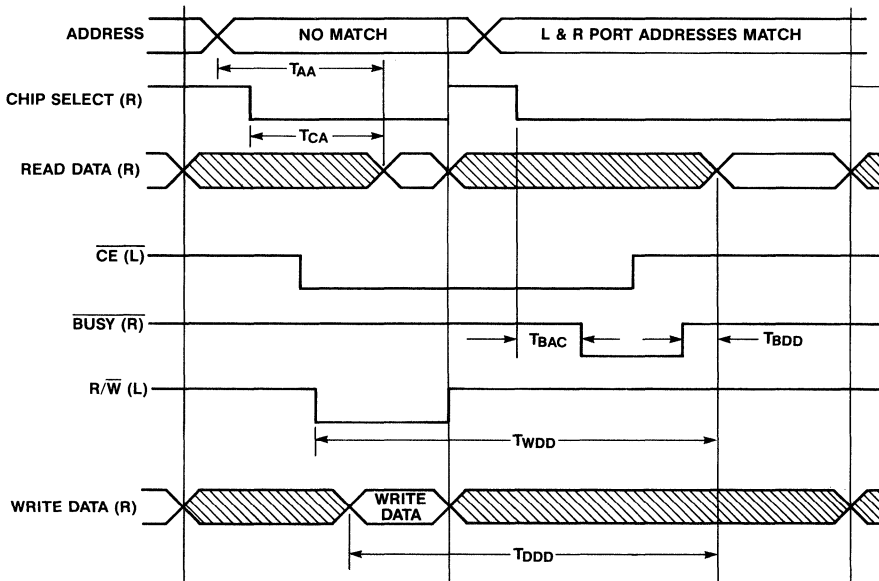 ADDRESS
NO MATCH
L & R PORT ADDRESSES MATCH
TAA
CHIP SELECT (R)
TCA
READ DATA (R)
CE (L)
BUSY (R)
TBAC
TBDD
R/W (L)
TWDD
WRITE DATA (R)
WRITE
DATA
TDDD